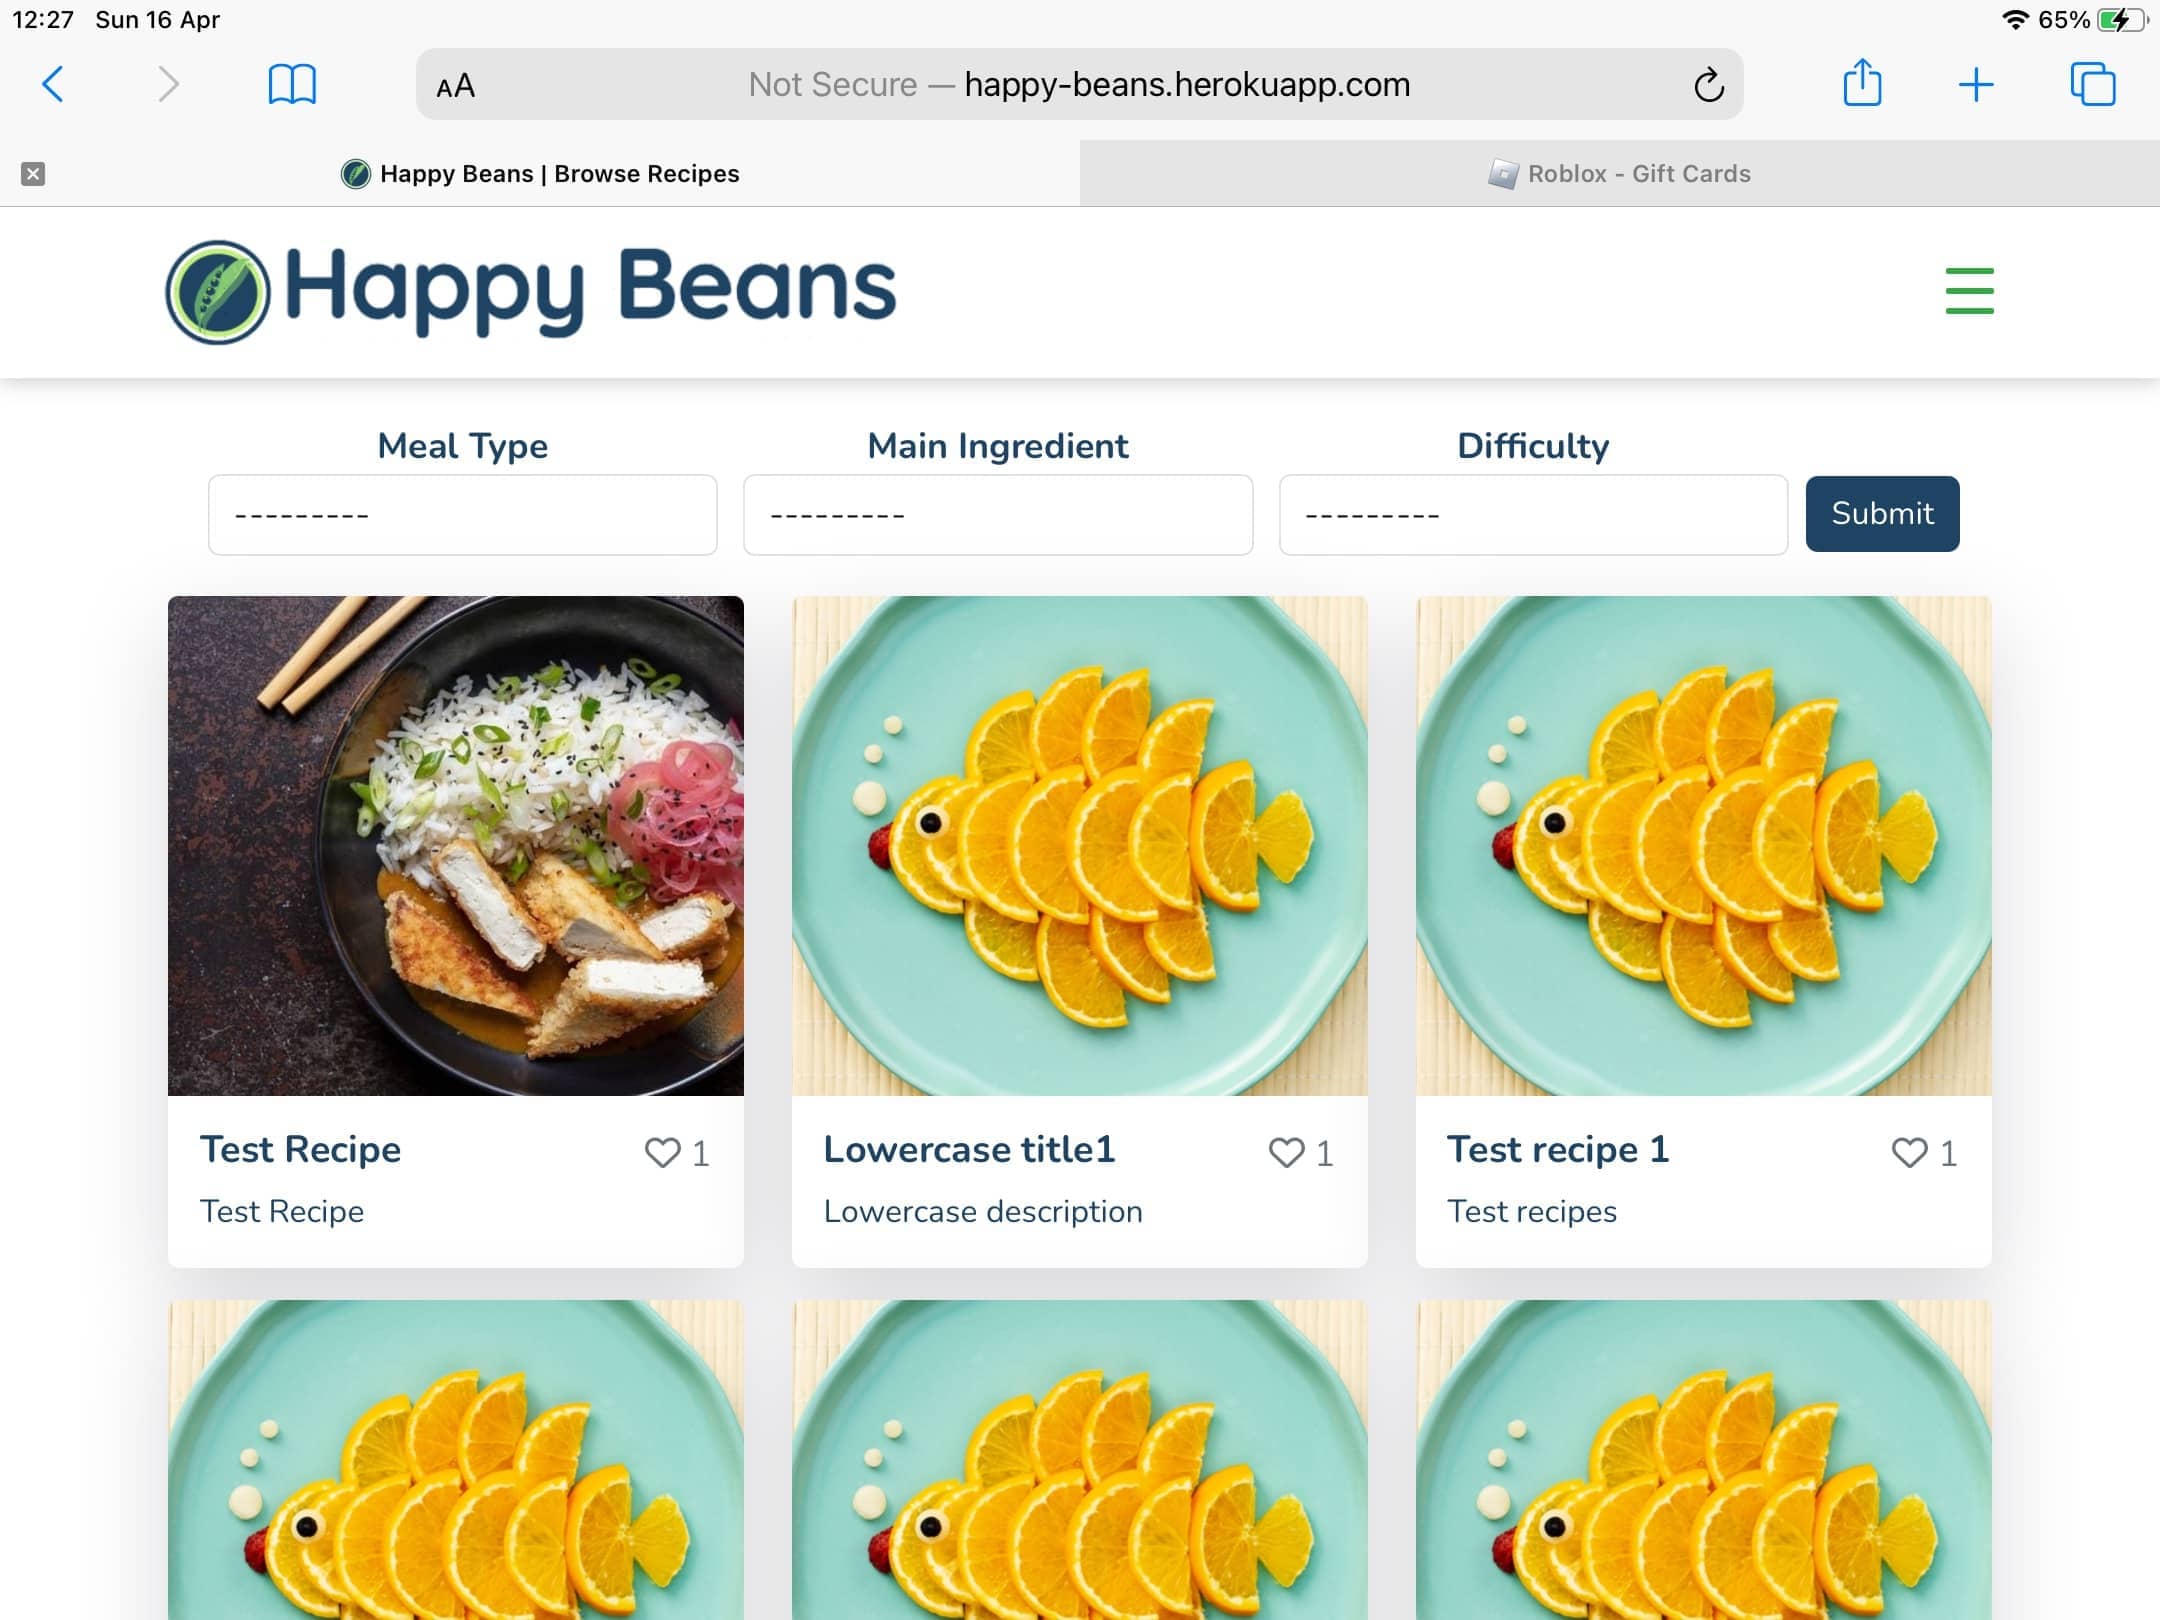 12:27 Sun 16 Apr 65%
AA Not Secure — happy-beans.herokuapp.com
Happy Beans | Browse Recipes Roblox - Gift Cards
Happy Beans
Meal Type Main Ingredient Difficulty
--------- --------- --------- Submit
Test Recipe 1 Lowercase title1 1 Test recipe 1 1
Test Recipe Lowercase description Test recipes